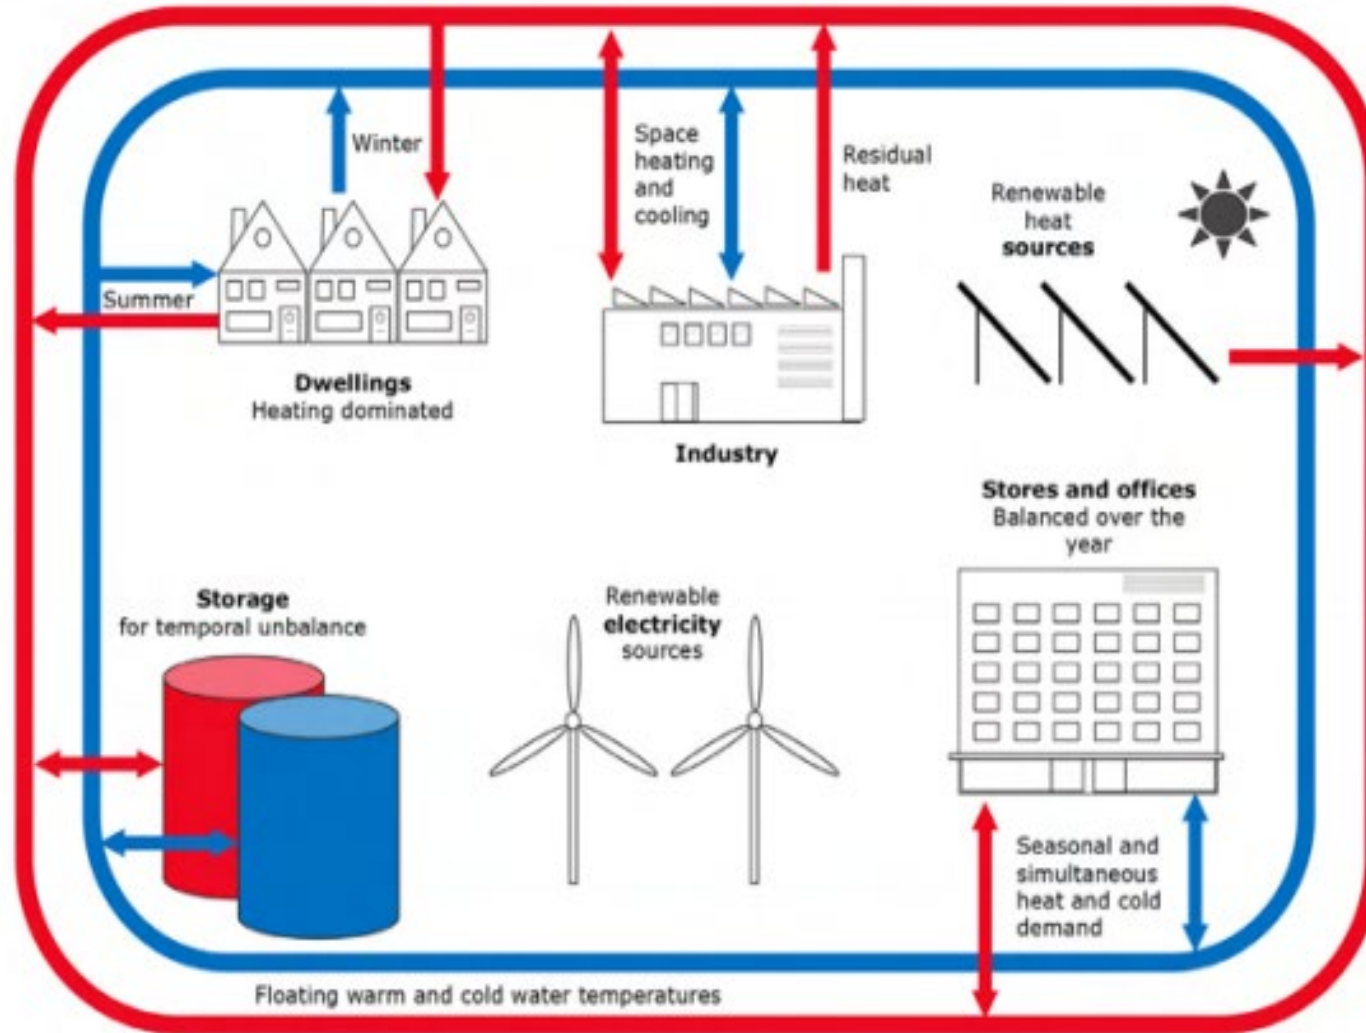 Winter
Space
heating
and
cooling
Residual
heat
Renewable
heat
sources
Summer
Dwellings
Heating dominated
Industry
Stores and offices
Balanced over the
year
Storage
for temporal unbalance
Renewable
electricity
sources
Seasonal and
simultaneous
heat and cold
demand
Floating warm and cold water temperatures